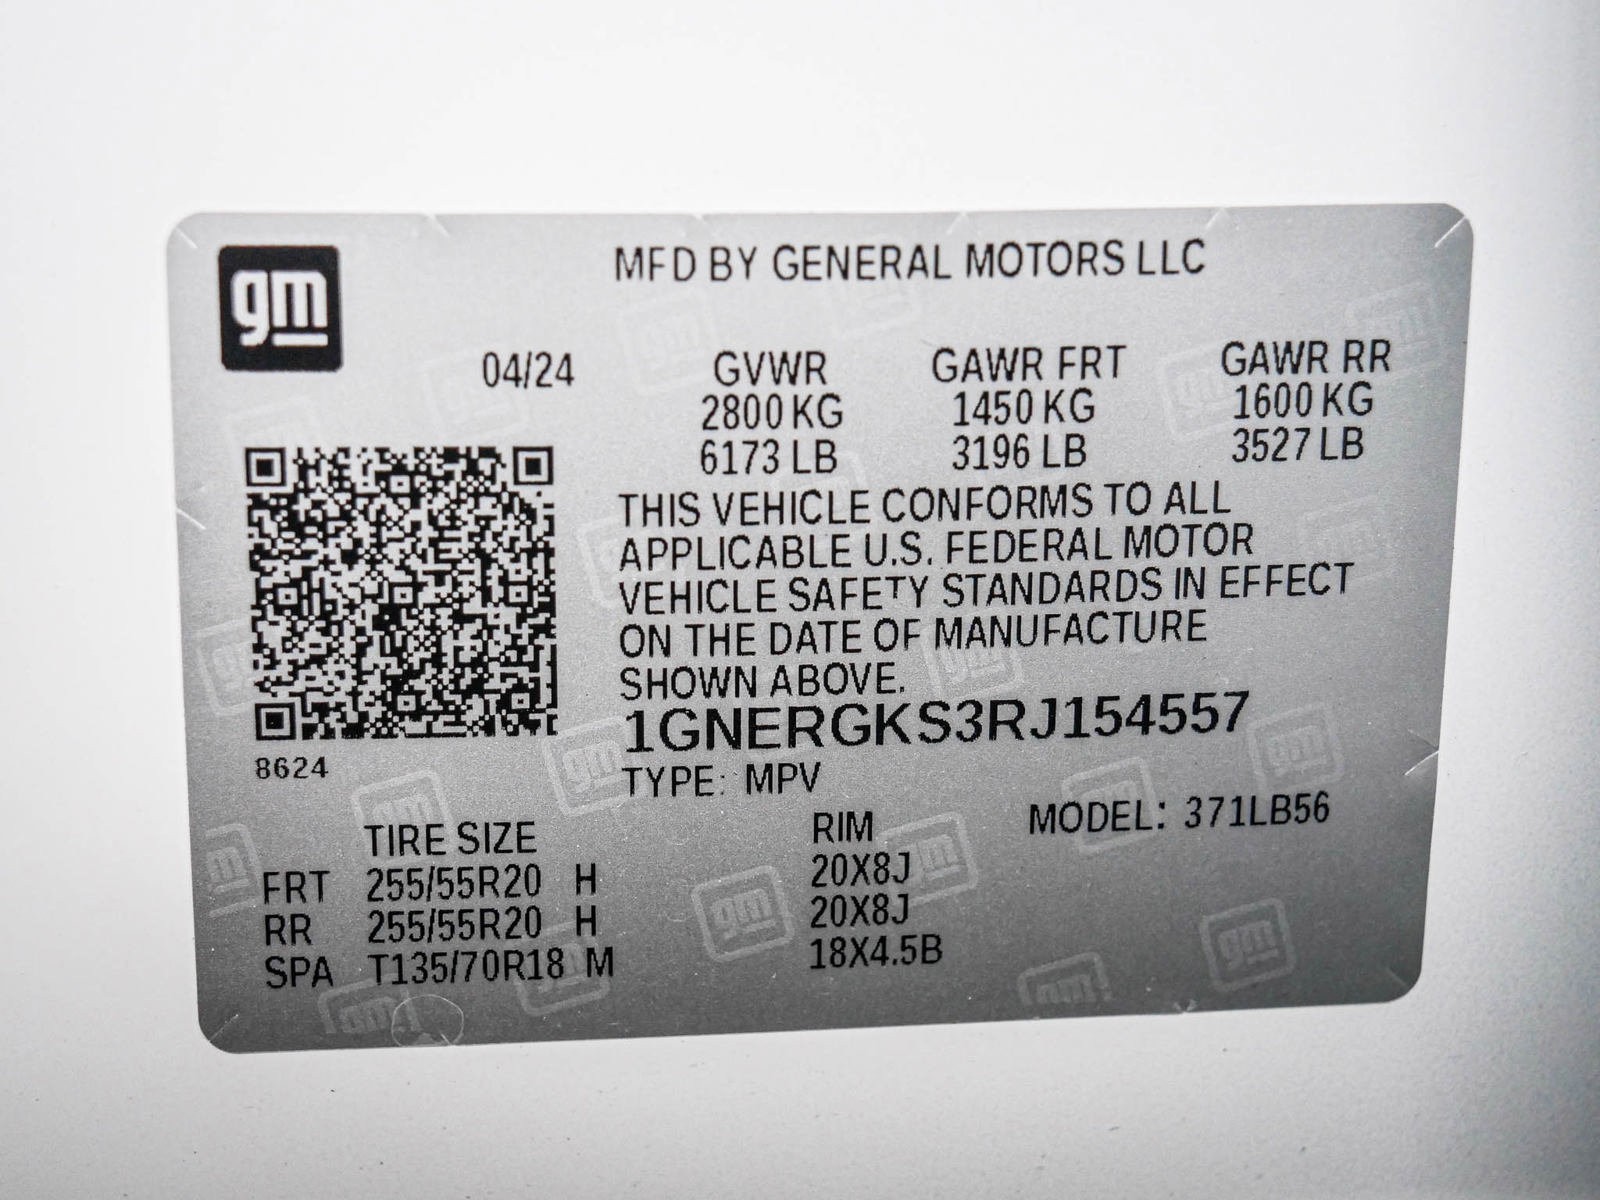 gm
MFD BY GENERAL MOTORS LLC
04/24 GVWR GAWR FRT GAWR RR
2800 KG 1450 KG 1600 KG
6173 LB 3196 LB 3527 LB
THIS VEHICLE CONFORMS TO ALL
APPLICABLE U.S. FEDERAL MOTOR
VEHICLE SAFETY STANDARDS IN EFFECT
ON THE DATE OF MANUFACTURE
SHOWN ABOVE.
1GNERGKS3RJ154557
8624
TYPE: MPV
TIRE SIZE RIM MODEL: 371LB56
FRT 255/55R20 H 20X8J
RR 255/55R20 H 20X8J
SPA T135/70R18 M 18X4.5B